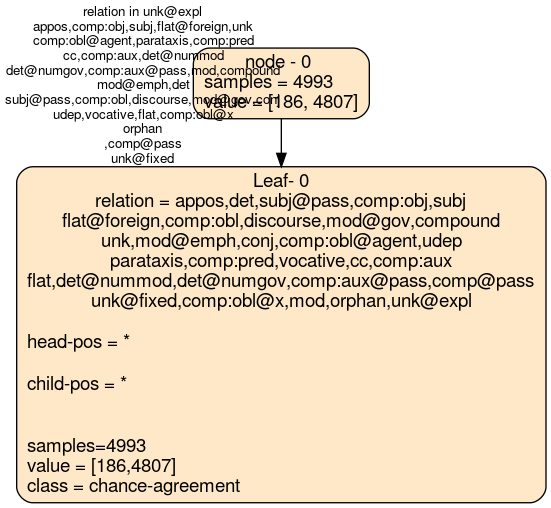 relation in unk@expl
appos,comp:obj,subj,flat@foreign,unk
comp:obl@agent,parataxis,comp:pred
cc,comp:aux,det@nummod
det@numgov,comp:aux@pass,mod,compound
mod@emph,det
subj@pass,comp:obl,discourse,mod@gov,conj
udep,vocative,flat,comp:obl@x
orphan
,comp@pass
unk@fixed
node - 0
samples = 4993
value = [186, 4807]
Leaf- 0
relation = appos,det,subj@pass,comp:obj,subj
flat@foreign,comp:obl,discourse,mod@gov,compound
unk,mod@emph,conj,comp:obl@agent,udep
parataxis,comp:pred,vocative,cc,comp:aux
flat,det@nummod,det@numgov,comp:aux@pass,comp@pass
unk@fixed,comp:obl@x,mod,orphan,unk@expl
head-pos = *
child-pos = *
samples=4993
value = [186,4807]
class = chance-agreement